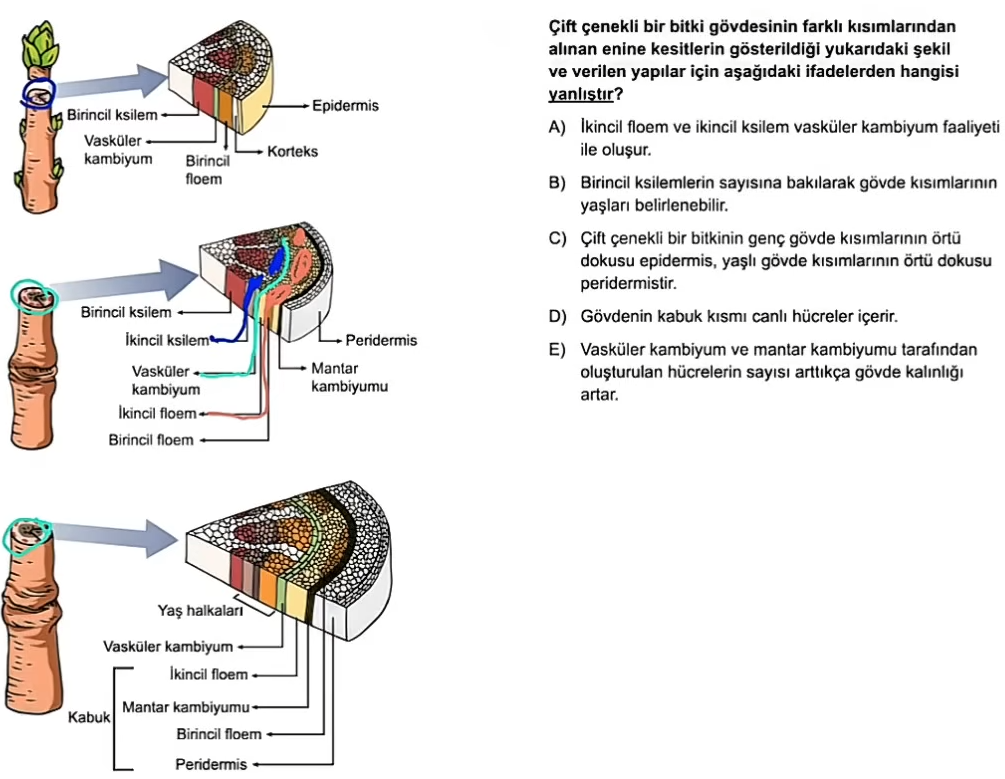 Birincil ksilem
Vasküler
kambiyum
Birincil
floem
Korteks
Epidermis
Birincil ksilem
İkincil ksilem
Vasküler
kambiyum
İkincil floem
Birincil floem
Peridermis
Mantar
kambiyumu
Yaş halkaları
Vasküler kambiyum
İkincil floem
Kabuk
Mantar kambiyumu
Birincil floem
Peridermis
Çift çenekli bir bitki gövdesinin farklı kısımlarından
alınan enine kesitlerin gösterildiği yukarıdaki şekil
ve verilen yapılar için aşağıdaki ifadelerden hangisi
yanlıştır?
A) İkincil floem ve ikincil ksilem vasküler kambiyum faaliyeti
ile oluşur.
B) Birincil ksilemlerin sayısına bakılarak gövde kısımlarının
yaşları belirlenebilir.
C) Çift çenekli bir bitkinin genç gövde kısımlarının örtü
dokusu epidermis, yaşlı gövde kısımlarının örtü dokusu
peridermistir.
D) Gövdenin kabuk kısmı canlı hücreler içerir.
E) Vasküler kambiyum ve mantar kambiyumu tarafından
oluşturulan hücrelerin sayısı arttıkça gövde kalınlığı
artar.